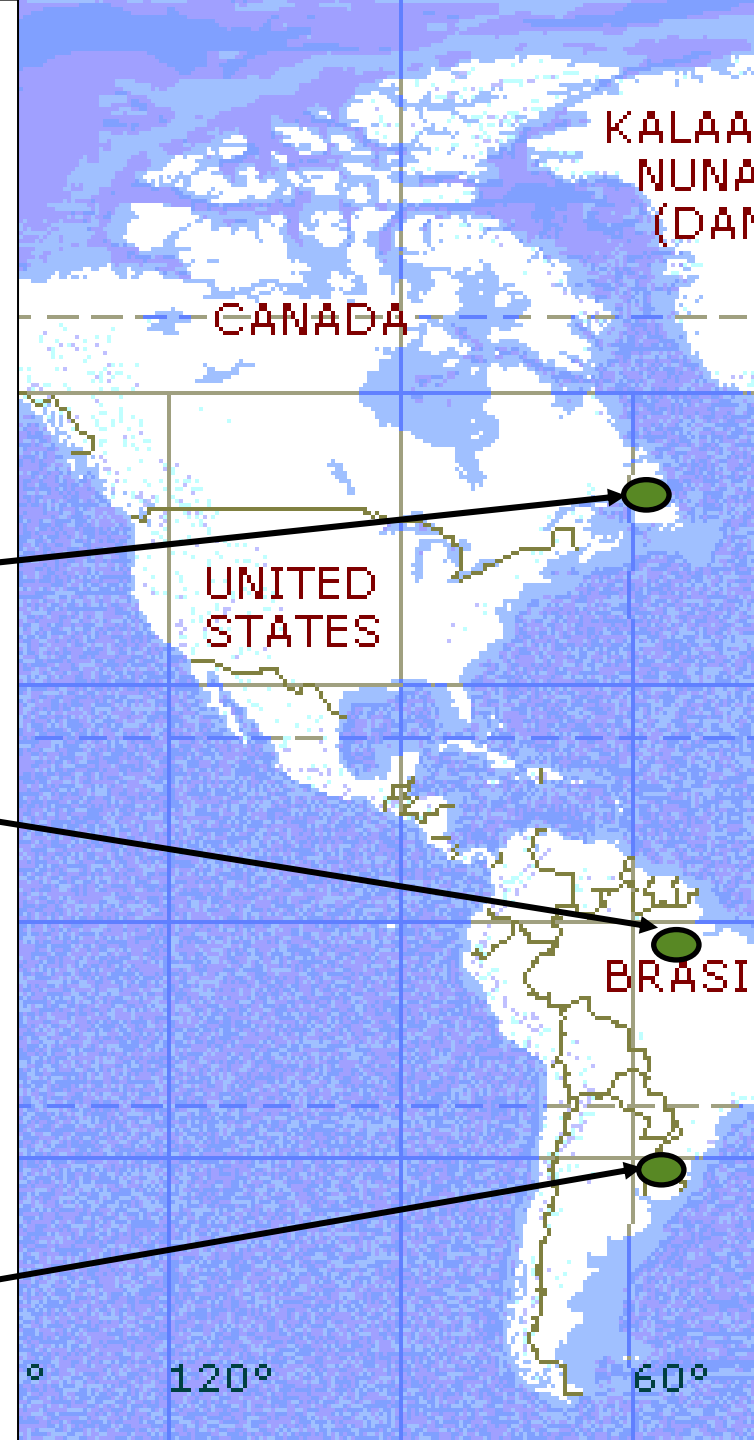 KALAA
NUNA
(DAN
CANADA
UNITED
STATES
BRASI
°
120°
60°